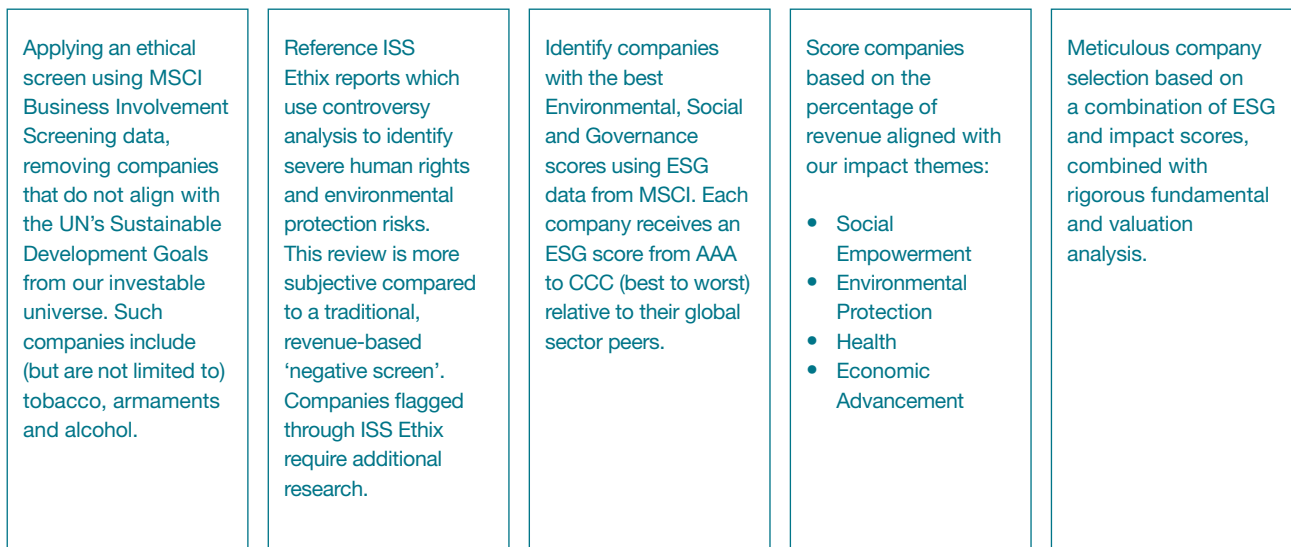 Applying an ethical
screen using MSCI
Business Involvement
Screening data,
removing companies
that do not align with
the UN's Sustainable
Development Goals
from our investable
universe. Such
companies include
(but are not limited to)
tobacco, armaments
and alcohol.
Reference ISS
Ethix reports which
use controversy
analysis to identify
severe human rights
and environmental
protection risks.
This review is more
subjective compared
to a traditional,
revenue-based
‘negative screen’.
Companies flagged
through ISS Ethix
require additional
research.
Identify companies
with the best
Environmental, Social
and Governance
scores using ESG
data from MSCI. Each
company receives an
ESG score from AAA
to CCC (best to worst)
relative to their global
sector peers.
Score companies
based on the
percentage of
revenue aligned with
our impact themes:
• Social
Empowerment
• Environmental
Protection
• Health
• Economic
Advancement
Meticulous company
selection based on
a combination of ESG
and impact scores,
combined with
rigorous fundamental
and valuation
analysis.